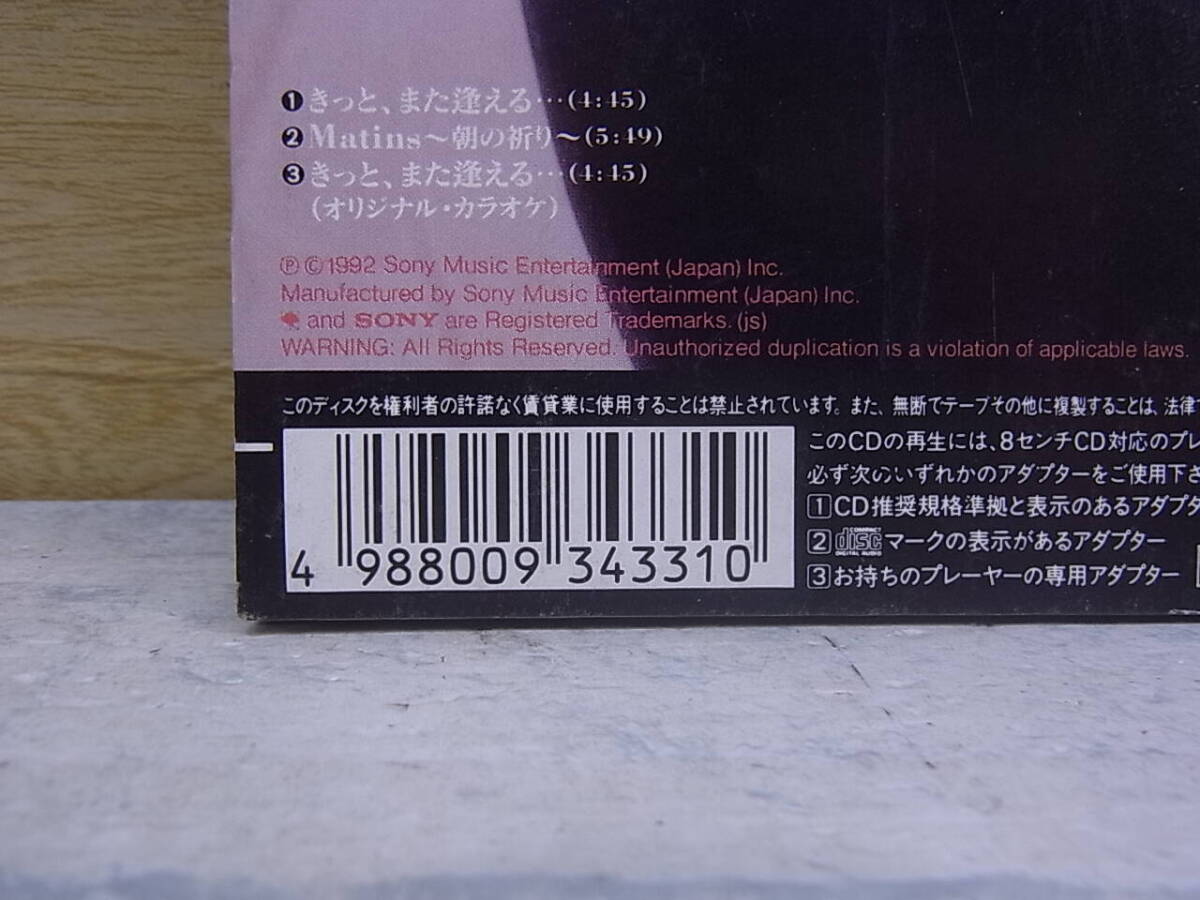 ❶きっと、また逢える…(4:45)
❷Matins〜朝の祈り〜(5:49)
❸きっと、また逢える…(4:45)
(オリジナル・カラオケ)
Ⓟ©1992 Sony Music Entertainment (Japan) Inc.
Manufactured by Sony Music Entertainment (Japan) Inc.
and SONY are Registered Trademarks. (js)
WARNING: All Rights Reserved. Unauthorized duplication is a violation of applicable laws.
このディスクを権利者の許諾なく賃貸業に使用することは禁止されています。また、無断でテープその他に複製することは、法律で
このCDの再生には、8センチCD対応のプレ
必ず次のいずれかのアダプターをご使用下さ
1 CD推奨規格準拠と表示のあるアダプタ
2 COMPACT disc DIGITAL AUDIO マークの表示があるアダプター
3 お持ちのプレーヤーの専用アダプター
4 988009 343310